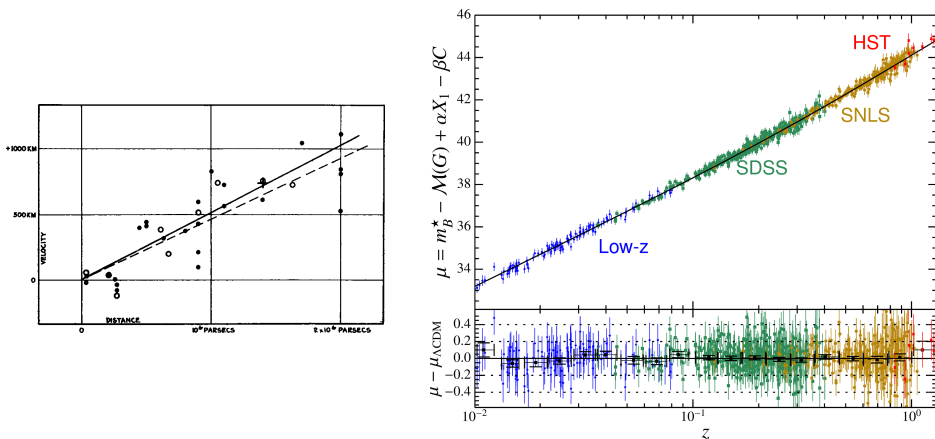 +1000 KM
500 KM
0
VELOCITY
0
10⁶ PARSECS
2 x 10⁶ PARSECS
DISTANCE
46
44
42
40
38
36
34
μ = m*_B − M(G) + αX₁ − βC
HST
SNLS
SDSS
Low-z
0.4
0.2
0.0
−0.2
−0.4
μ − μ_ΛCDM
10⁻²
10⁻¹
10⁰
z